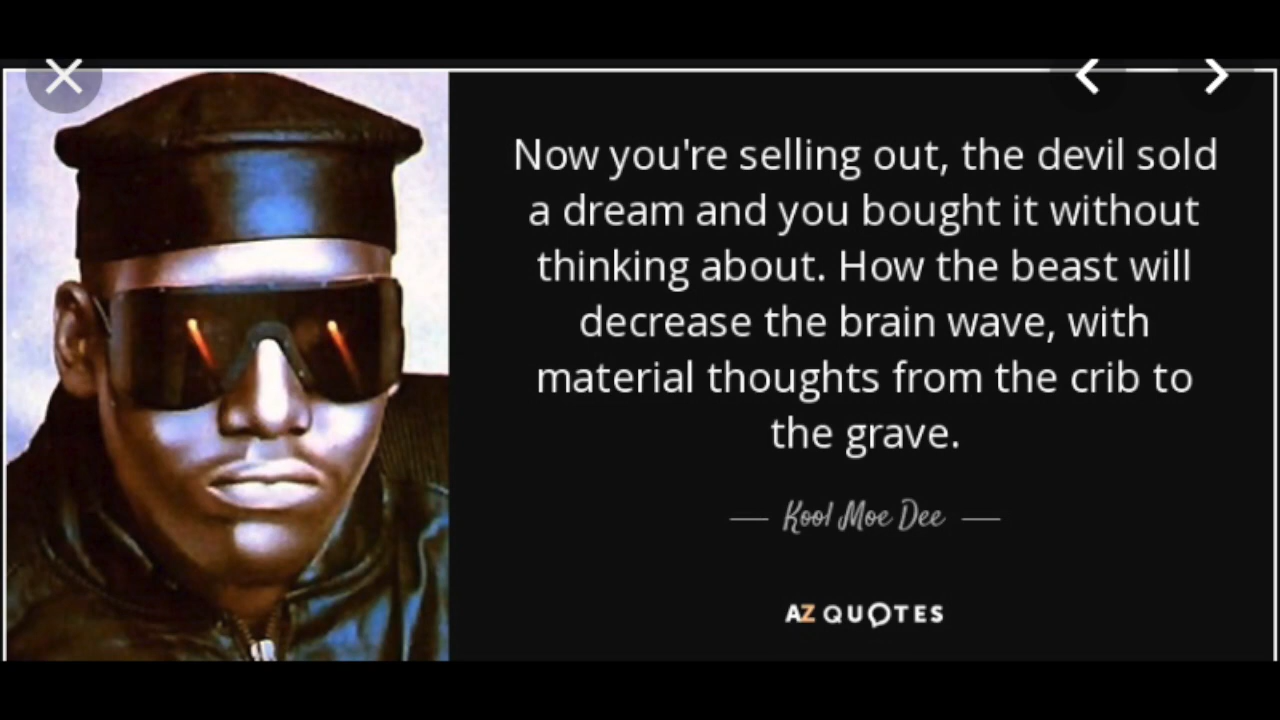 Now you're selling out, the devil sold
a dream and you bought it without
thinking about. How the beast will
decrease the brain wave, with
material thoughts from the crib to
the grave.
Kool Moe Dee
AZ QUOTES